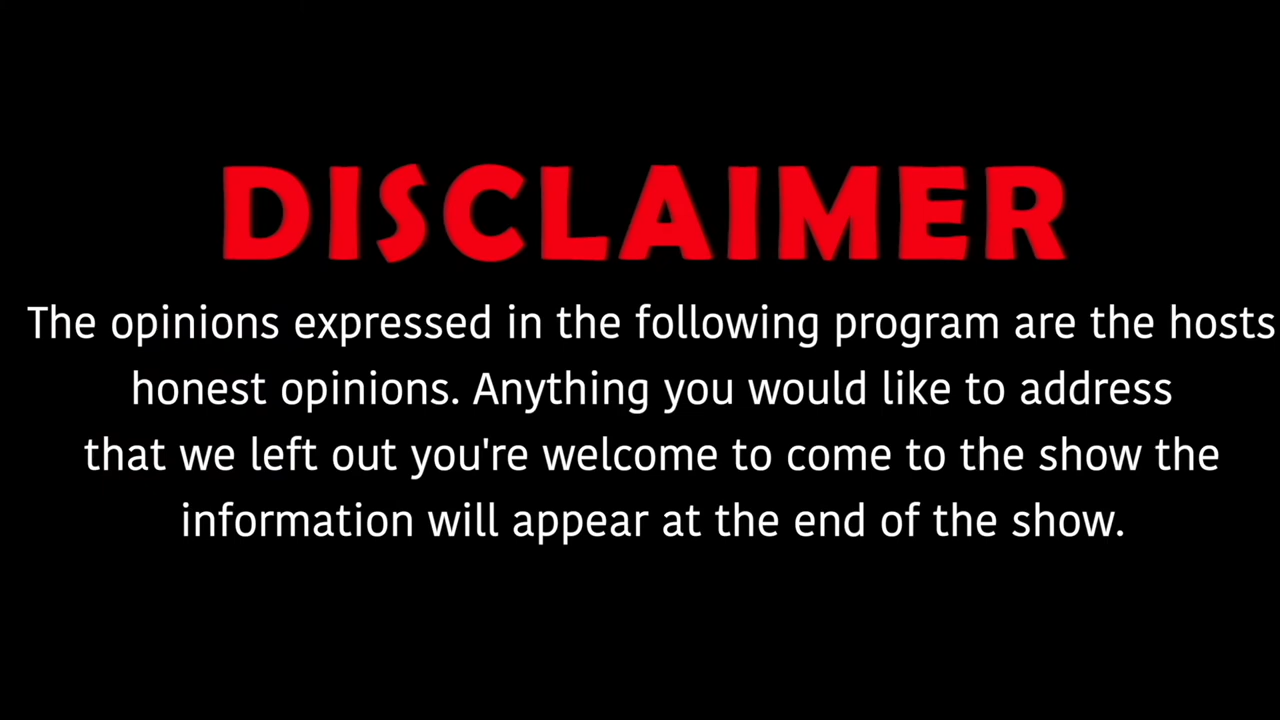 DISCLAIMER
The opinions expressed in the following program are the hosts
honest opinions. Anything you would like to address
that we left out you're welcome to come to the show the
information will appear at the end of the show.